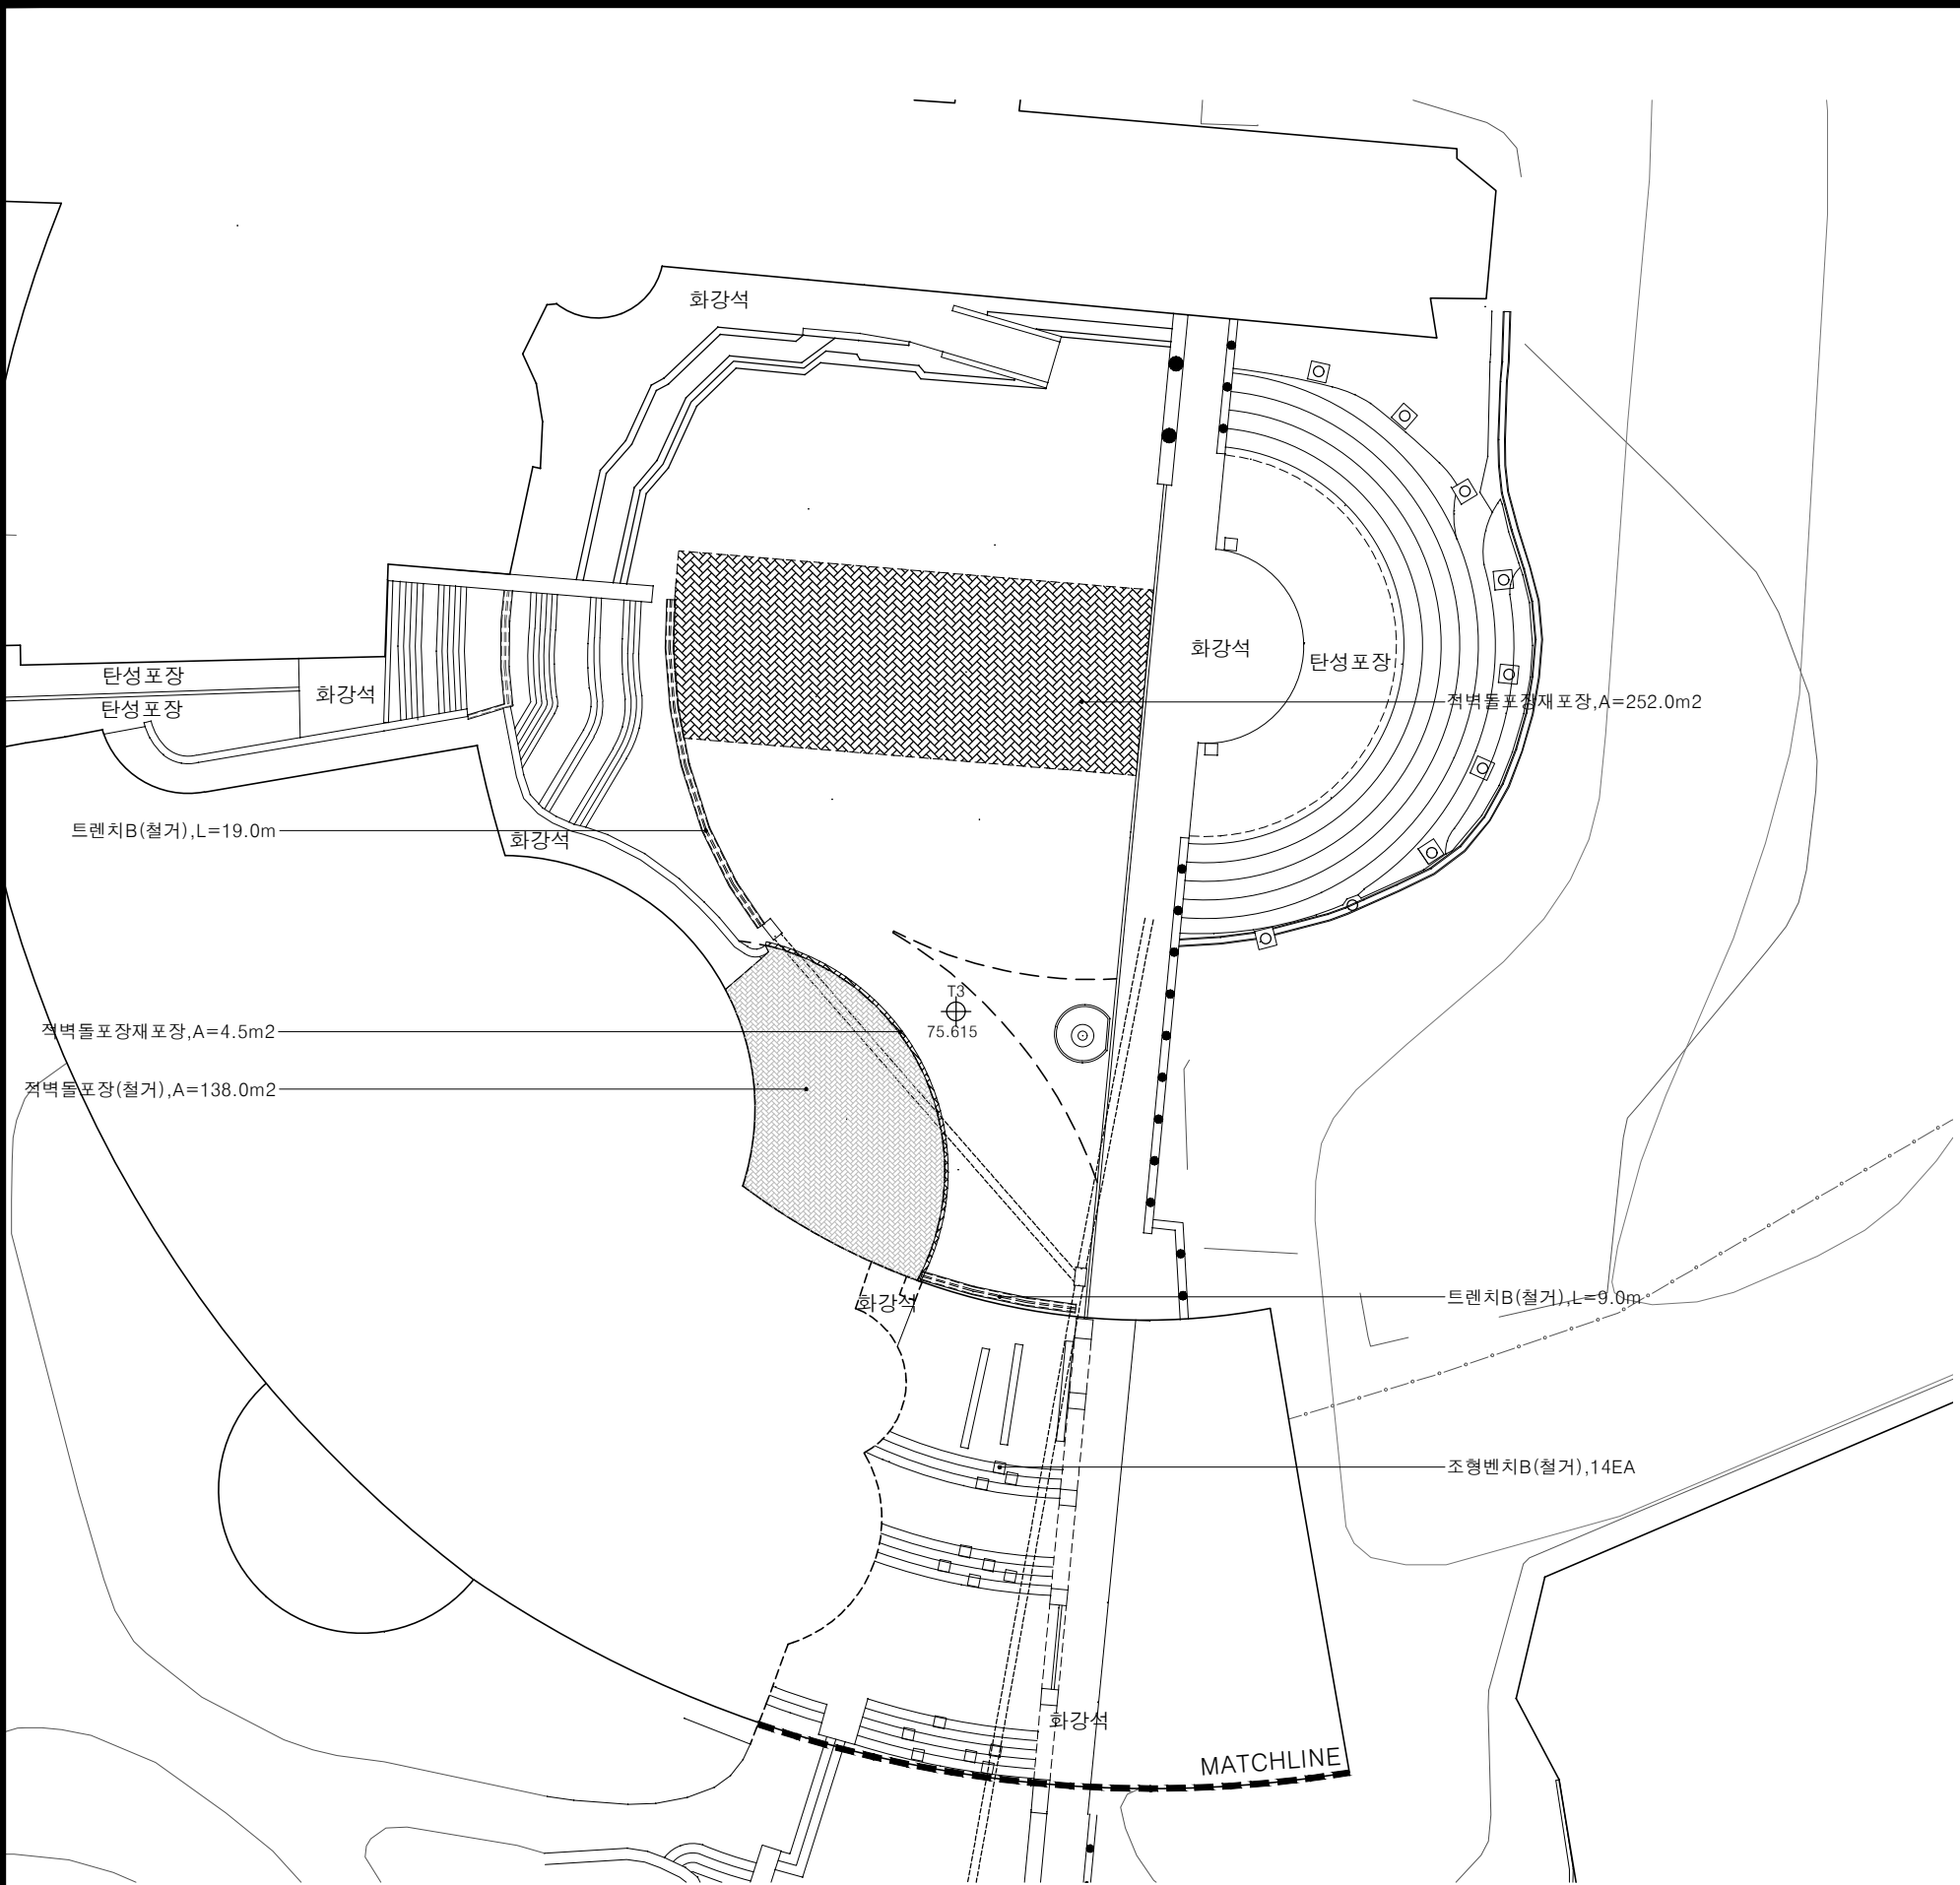 화강석
화강석
탄성포장
탄성포장
화강석
탄성포장
적벽돌포장재포장,A=252.0m2
트렌치B(철거),L=19.0m
화강석
T3
75.615
적벽돌포장재포장,A=4.5m2
적벽돌포장(철거),A=138.0m2
화강석
트렌치B(철거),L=9.0m
조형벤치B(철거),14EA
화강석
MATCHLINE